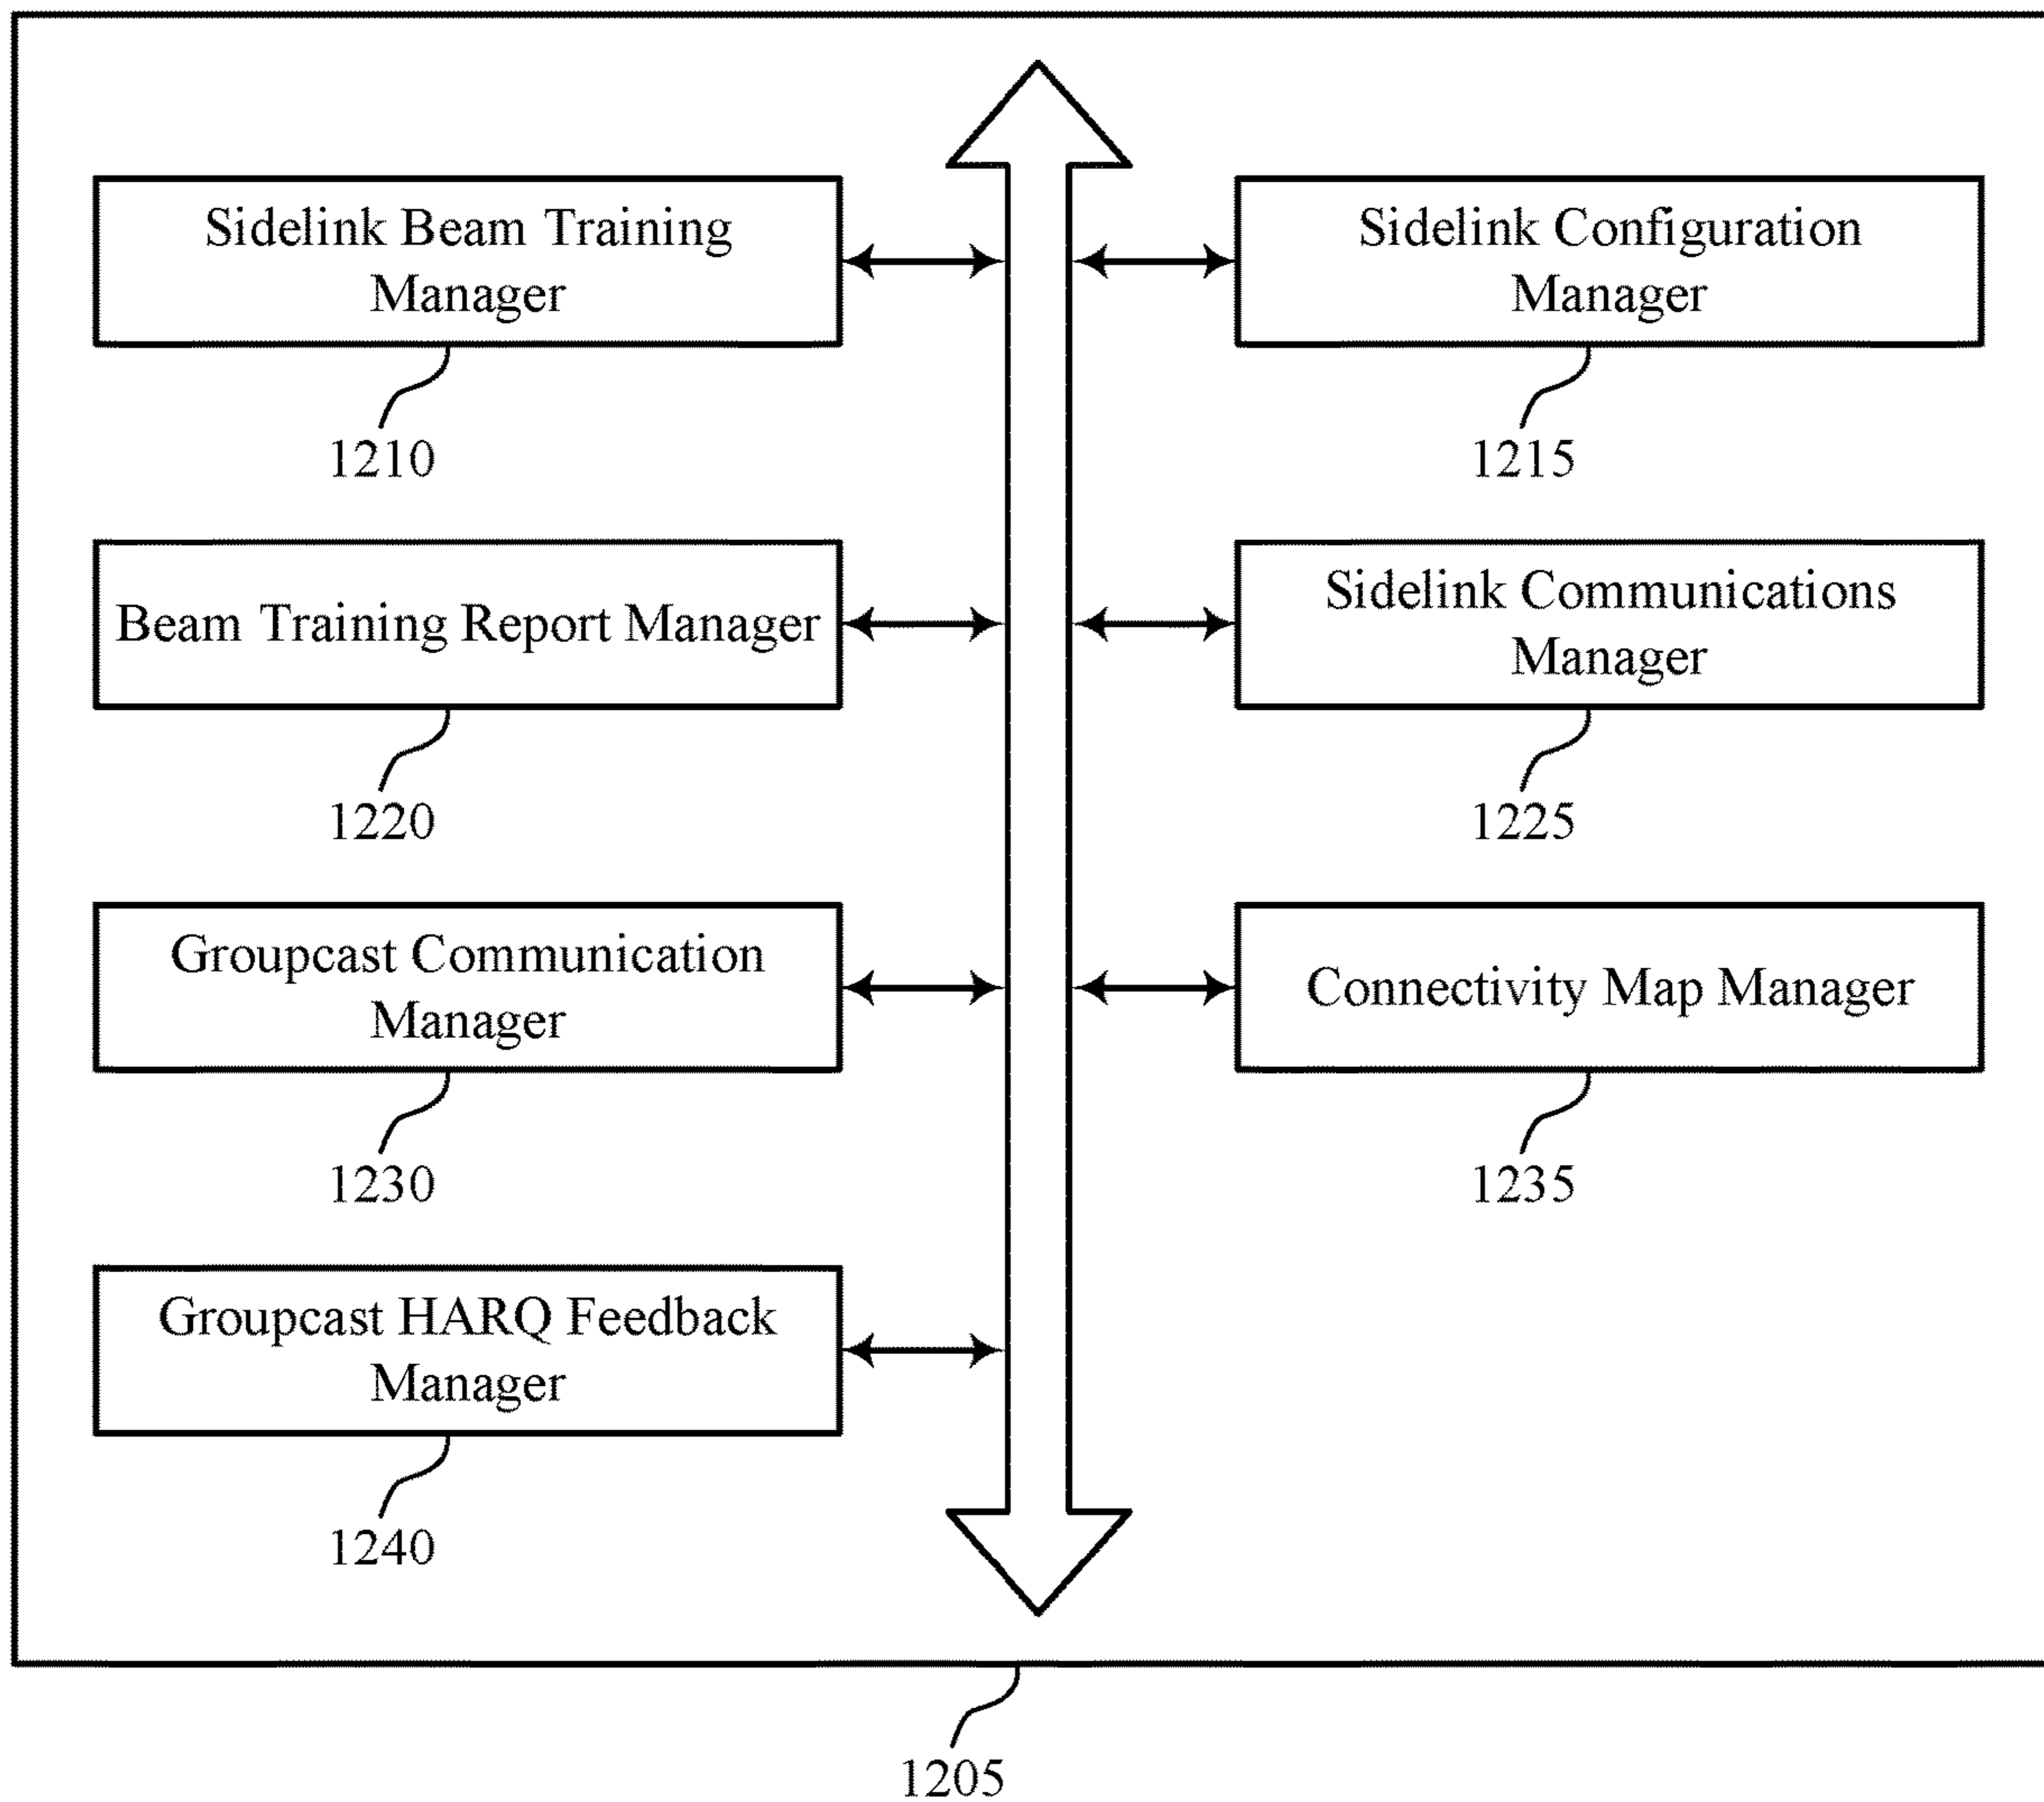 Sidelink Beam Training
Manager
1210
Sidelink Configuration
Manager
1215
Beam Training Report Manager
1220
Sidelink Communications
Manager
1225
Groupcast Communication
Manager
1230
Connectivity Map Manager
1235
Groupcast HARQ Feedback
Manager
1240
1205